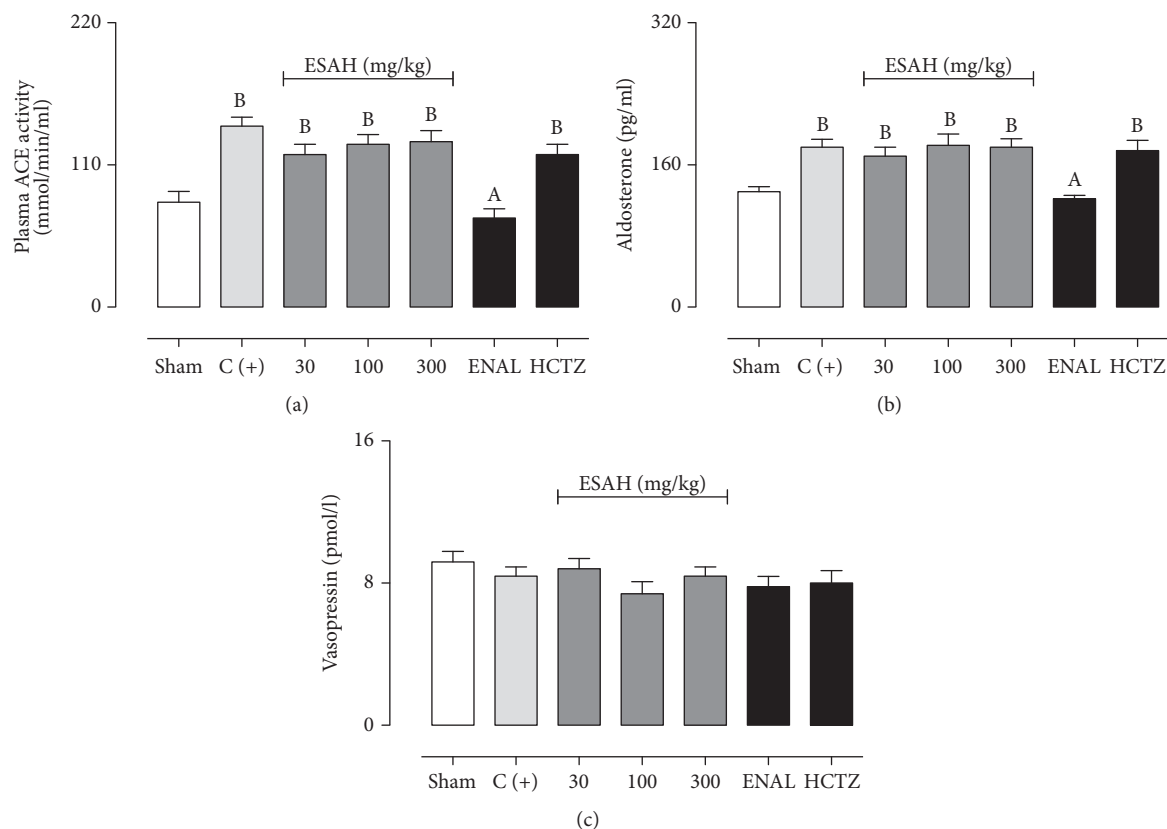 220
110
0
Plasma ACE activity
(mmol/min/ml)
ESAH (mg/kg)
B B B B A B
Sham C (+) 30 100 300 ENAL HCTZ
(a)
320
160
0
Aldosterone (pg/ml)
ESAH (mg/kg)
B B B B A B
Sham C (+) 30 100 300 ENAL HCTZ
(b)
16
8
0
Vasopressin (pmol/l)
ESAH (mg/kg)
Sham C (+) 30 100 300 ENAL HCTZ
(c)